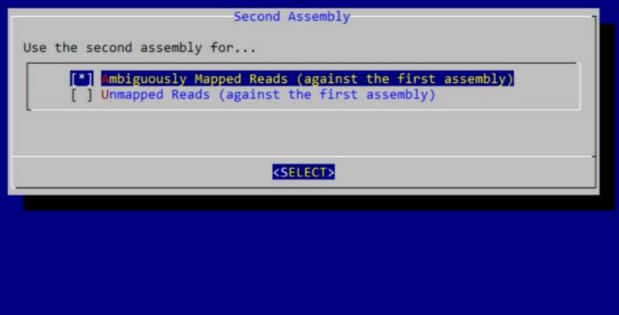 Second Assembly
Use the second assembly for...
[*] Ambiguously Mapped Reads (against the first assembly)
[ ] Unmapped Reads (against the first assembly)
<SELECT>